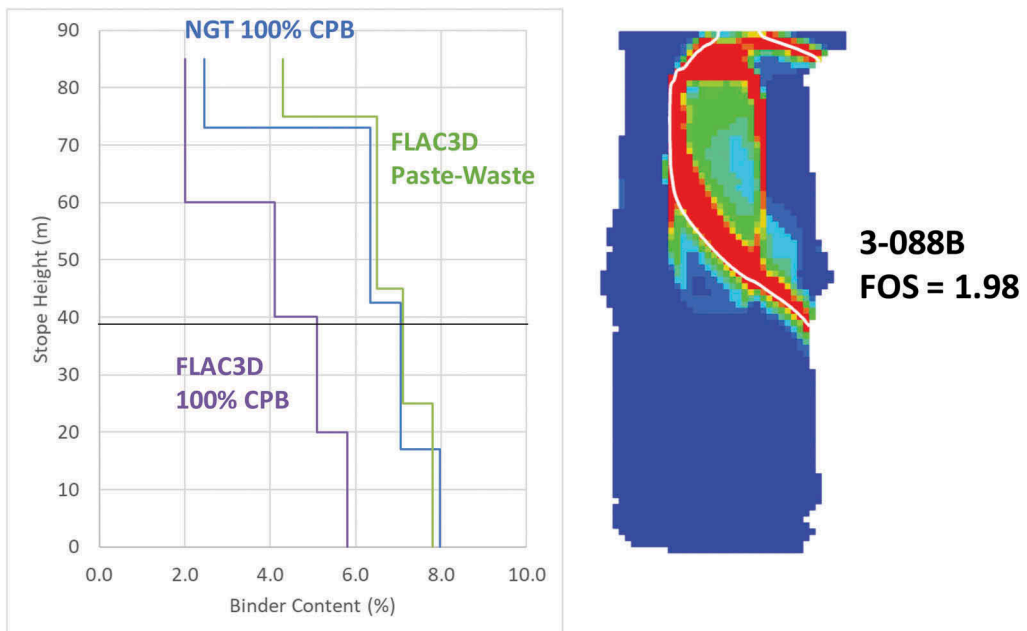 90
80
70
60
50
40
30
20
10
0
Stope Height (m)
NGT 100% CPB
FLAC3D
Paste-Waste
FLAC3D
100% CPB
0.0 2.0 4.0 6.0 8.0 10.0
Binder Content (%)
3-088B
FOS = 1.98